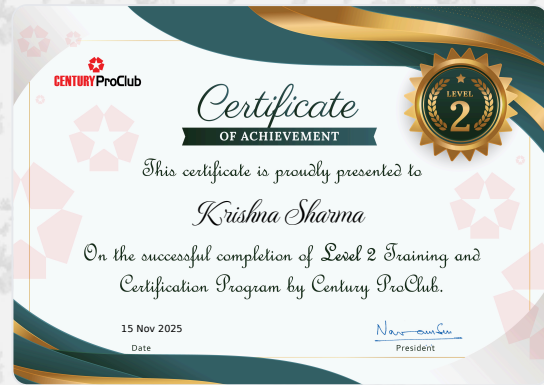 CENTURY ProClub
LEVEL
2
Certificate
OF ACHIEVEMENT
This certificate is proudly presented to
Krishna Sharma
On the successful completion of Level 2 Training and
Certification Program by Century ProClub.
15 Nov 2025
Date
President